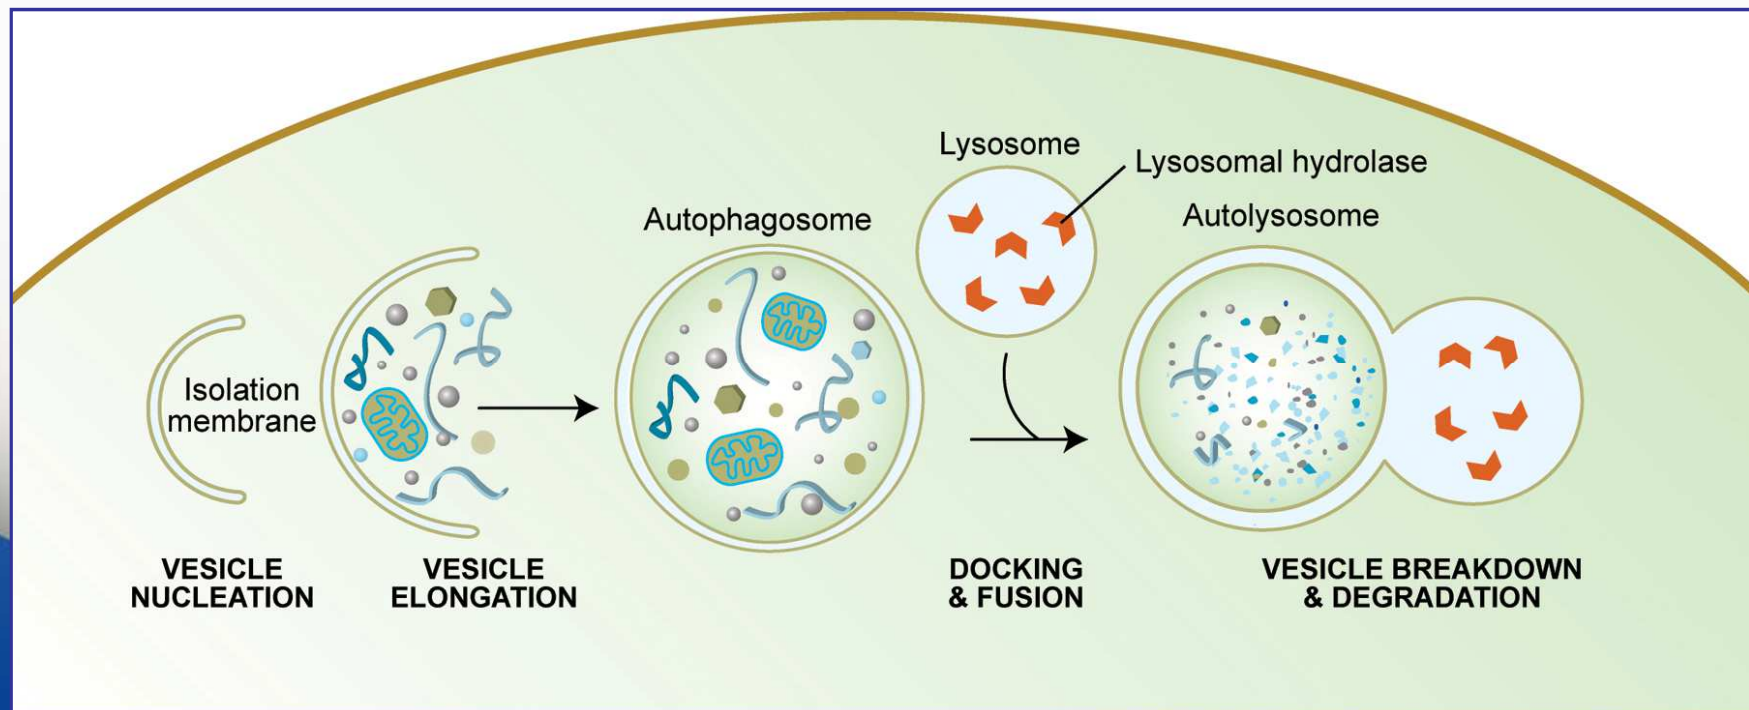 Lysosome
Lysosomal hydrolase
Autophagosome
Autolysosome
Isolation
membrane
VESICLE
NUCLEATION
VESICLE
ELONGATION
DOCKING
& FUSION
VESICLE BREAKDOWN
& DEGRADATION